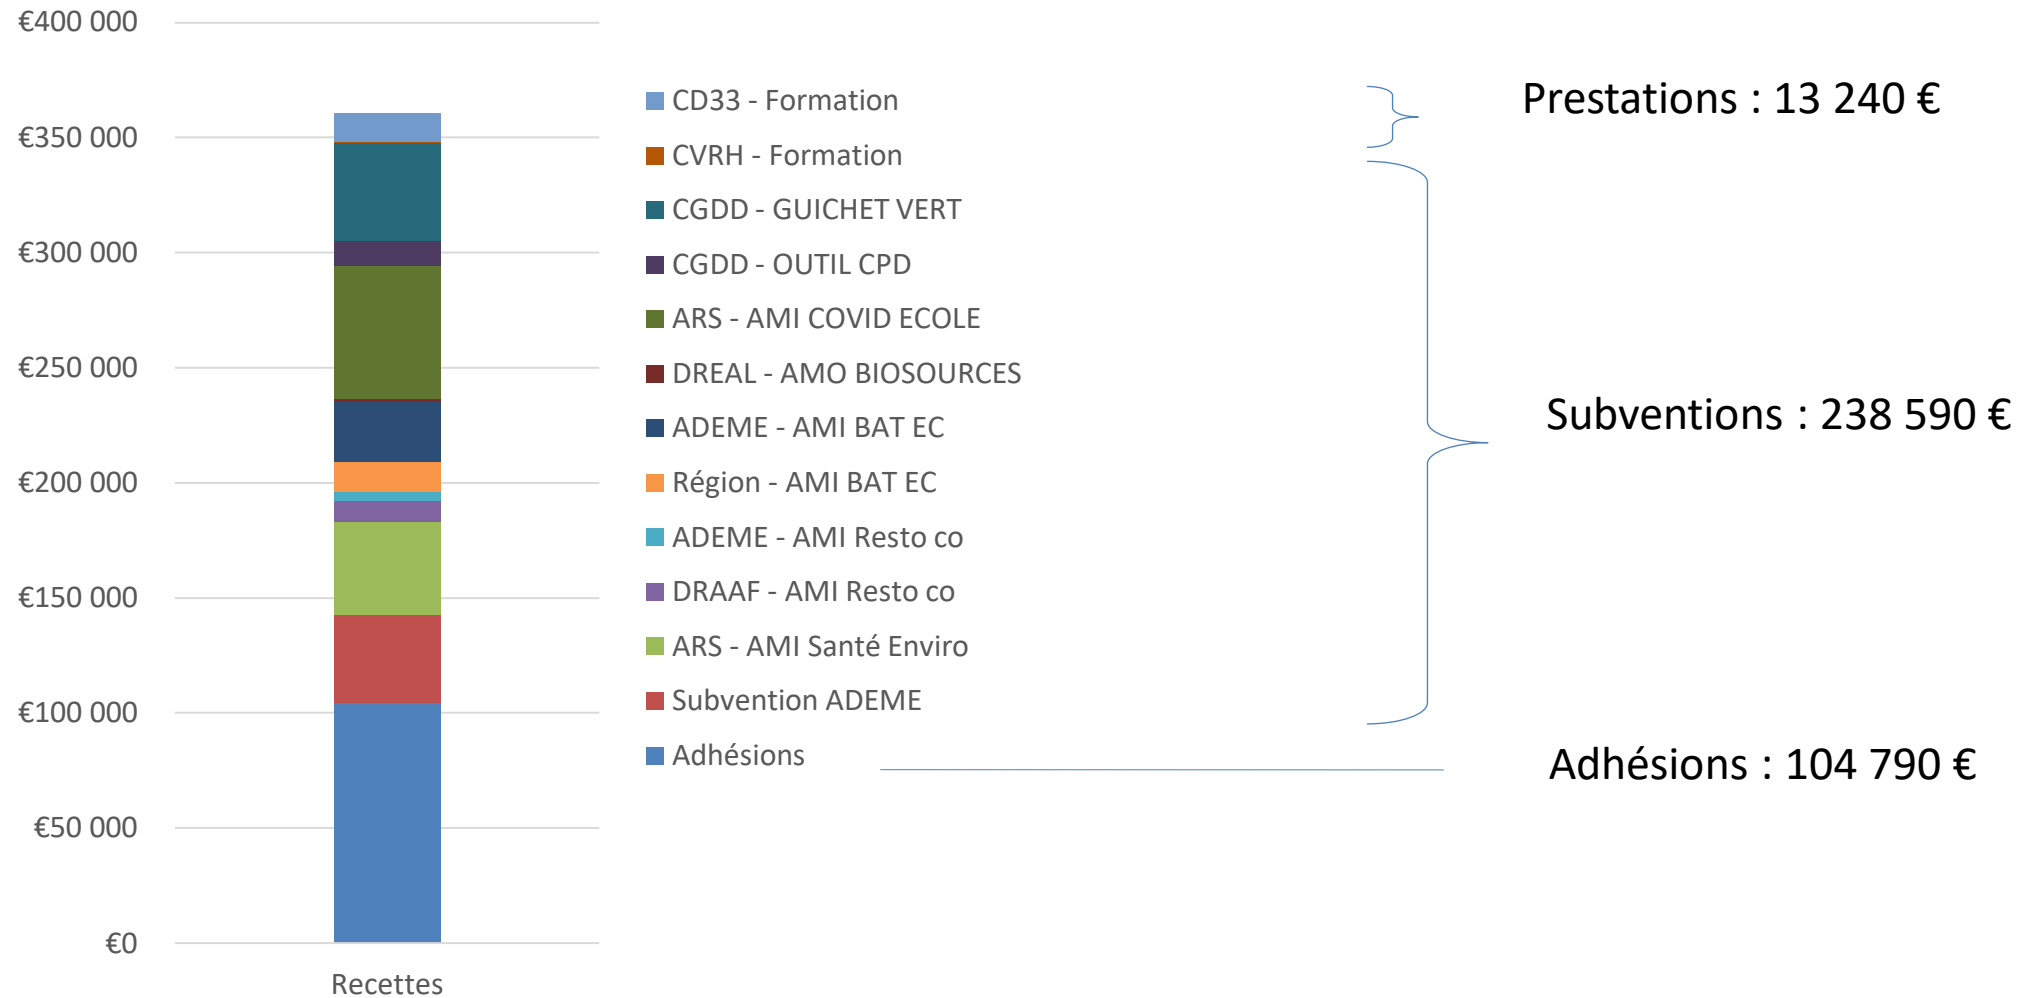 €400 000
€350 000
€300 000
€250 000
€200 000
€150 000
€100 000
€50 000
€0
Recettes
CD33 - Formation
CVRH - Formation
CGDD - GUICHET VERT
CGDD - OUTIL CPD
ARS - AMI COVID ECOLE
DREAL - AMO BIOSOURCES
ADEME - AMI BAT EC
Région - AMI BAT EC
ADEME - AMI Resto co
DRAAF - AMI Resto co
ARS - AMI Santé Enviro
Subvention ADEME
Adhésions
Prestations : 13 240 €
Subventions : 238 590 €
Adhésions : 104 790 €